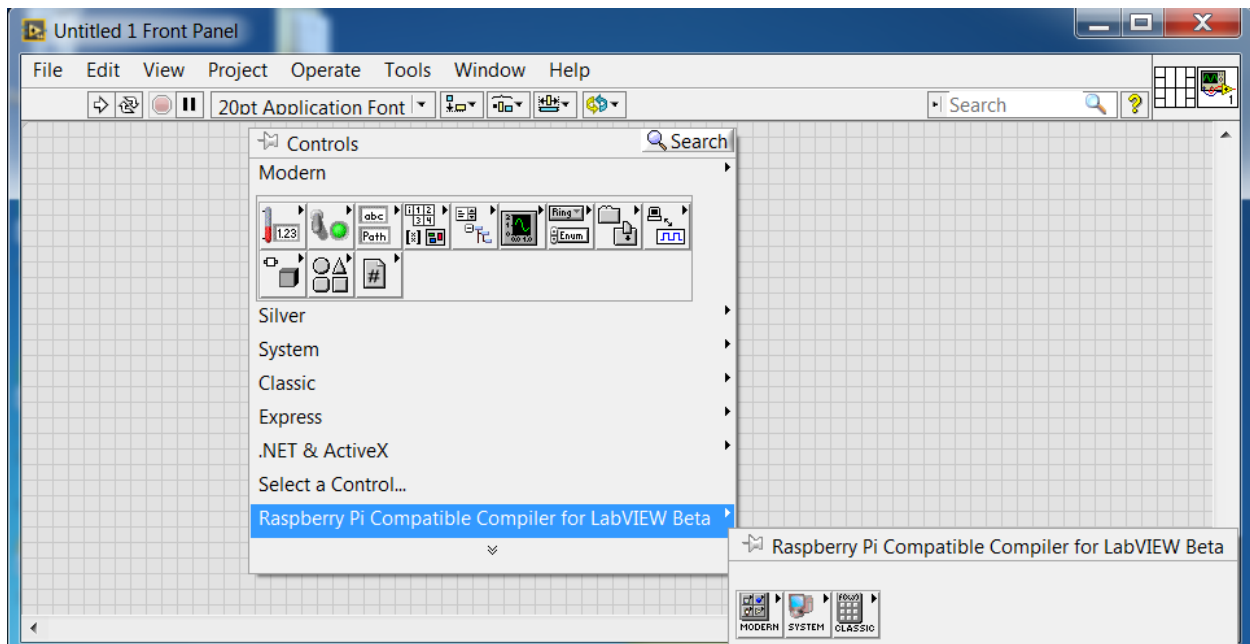 Untitled 1 Front Panel
File Edit View Project Operate Tools Window Help
20pt Application Font
Search
1
Controls
Search
Modern
1.23
abc
Path
Ring
Enum
#
Silver
System
Classic
Express
.NET & ActiveX
Select a Control...
Raspberry Pi Compatible Compiler for LabVIEW Beta
Raspberry Pi Compatible Compiler for LabVIEW Beta
MODERN SYSTEM CLASSIC